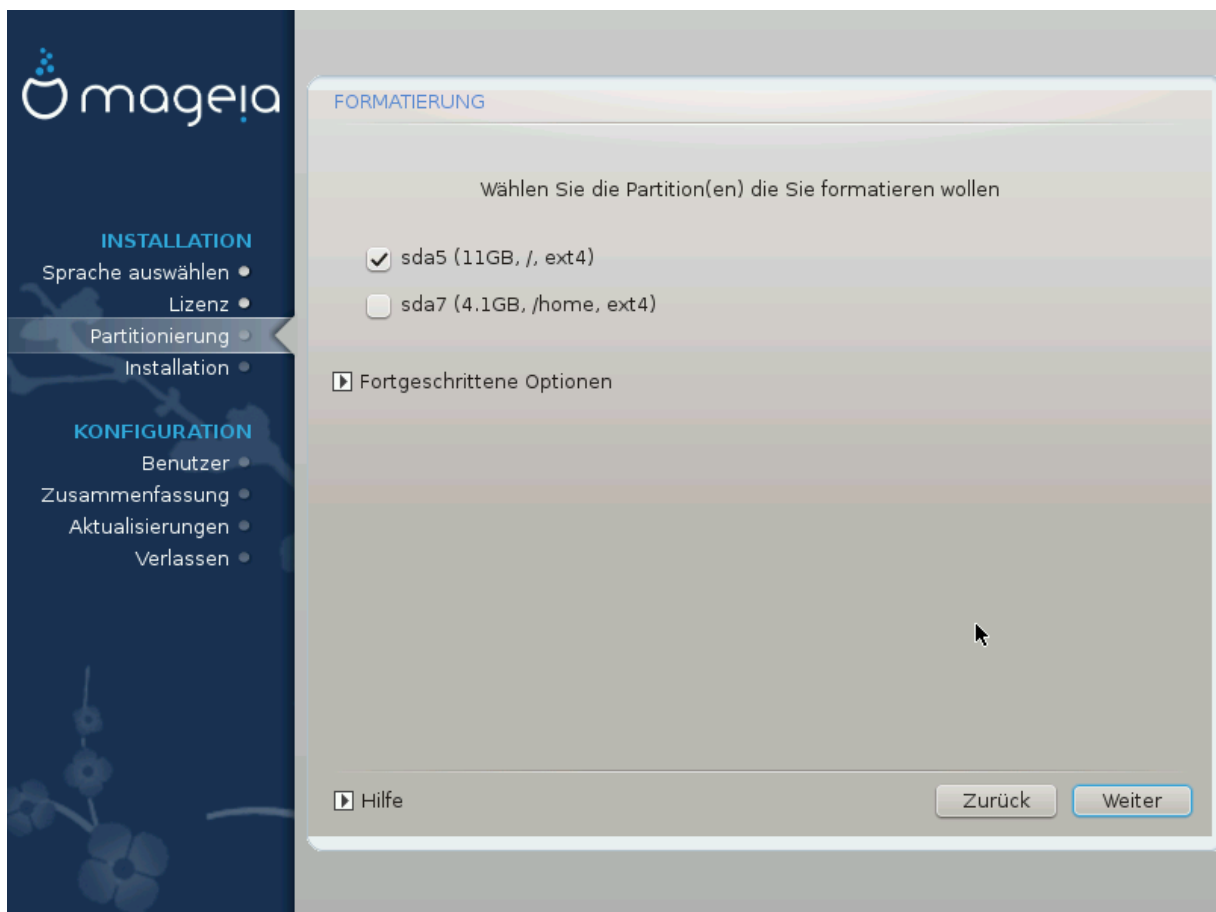 mageia
INSTALLATION
Sprache auswählen
Lizenz
Partitionierung
Installation
KONFIGURATION
Benutzer
Zusammenfassung
Aktualisierungen
Verlassen
FORMATIERUNG
Wählen Sie die Partition(en) die Sie formatieren wollen
sda5 (11GB, /, ext4)
sda7 (4.1GB, /home, ext4)
Fortgeschrittene Optionen
Hilfe
Zurück
Weiter